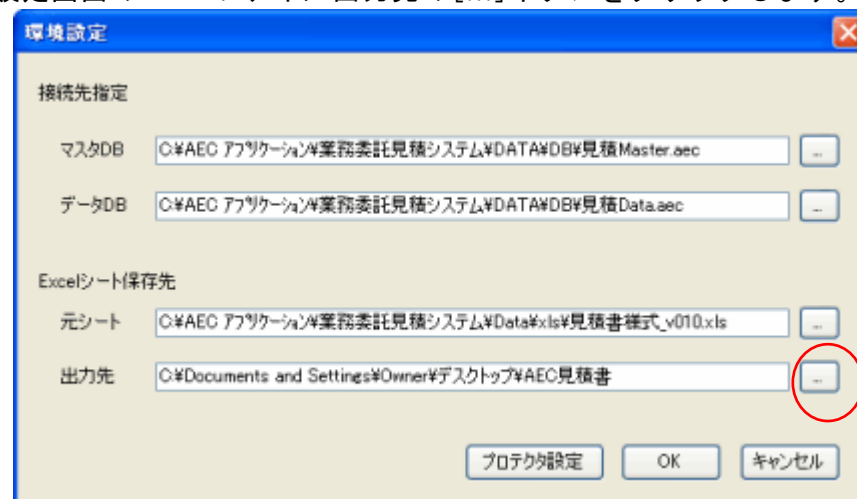 環境設定
接続先指定
マスタDB C:¥AEC アプリケーション¥業務委託見積システム¥DATA¥DB¥見積Master.aec ...
データDB C:¥AEC アプリケーション¥業務委託見積システム¥DATA¥DB¥見積Data.aec ...
Excelシート保存先
元シート C:¥AEC アプリケーション¥業務委託見積システム¥Data¥xls¥見積書様式_v010.xls ...
出力先 C:¥Documents and Settings¥Owner¥デスクトップ¥AEC見積書 ...
プロテクタ設定 OK キャンセル